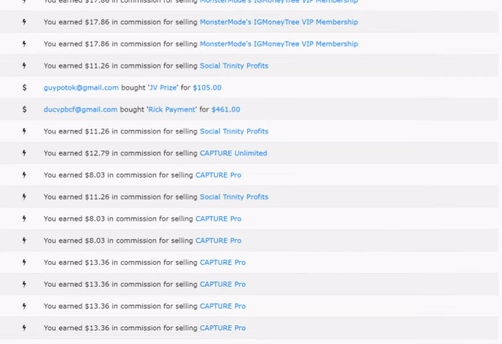 You earned $17.86 in commission for selling MonsterMode's IGMoneyTree VIP Membership
You earned $17.86 in commission for selling MonsterMode's IGMoneyTree VIP Membership
You earned $17.86 in commission for selling MonsterMode's IGMoneyTree VIP Membership
You earned $11.26 in commission for selling Social Trinity Profits
$ guypotok@gmail.com bought 'JV Prize' for $105.00
$ ducvpbcf@gmail.com bought 'Rick Payment' for $461.00
You earned $11.26 in commission for selling Social Trinity Profits
You earned $12.79 in commission for selling CAPTURE Unlimited
You earned $8.03 in commission for selling CAPTURE Pro
You earned $11.26 in commission for selling Social Trinity Profits
You earned $8.03 in commission for selling CAPTURE Pro
You earned $8.03 in commission for selling CAPTURE Pro
You earned $13.36 in commission for selling CAPTURE Pro
You earned $13.36 in commission for selling CAPTURE Pro
You earned $13.36 in commission for selling CAPTURE Pro
You earned $13.36 in commission for selling CAPTURE Pro